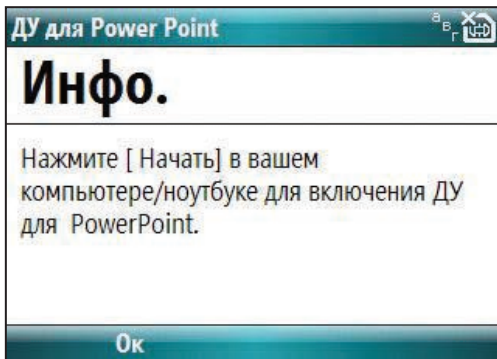 ДУ для Power Point
а в г
Инфо.
Нажмите [ Начать] в вашем
компьютере/ноутбуке для включения ДУ
для PowerPoint.
Ок